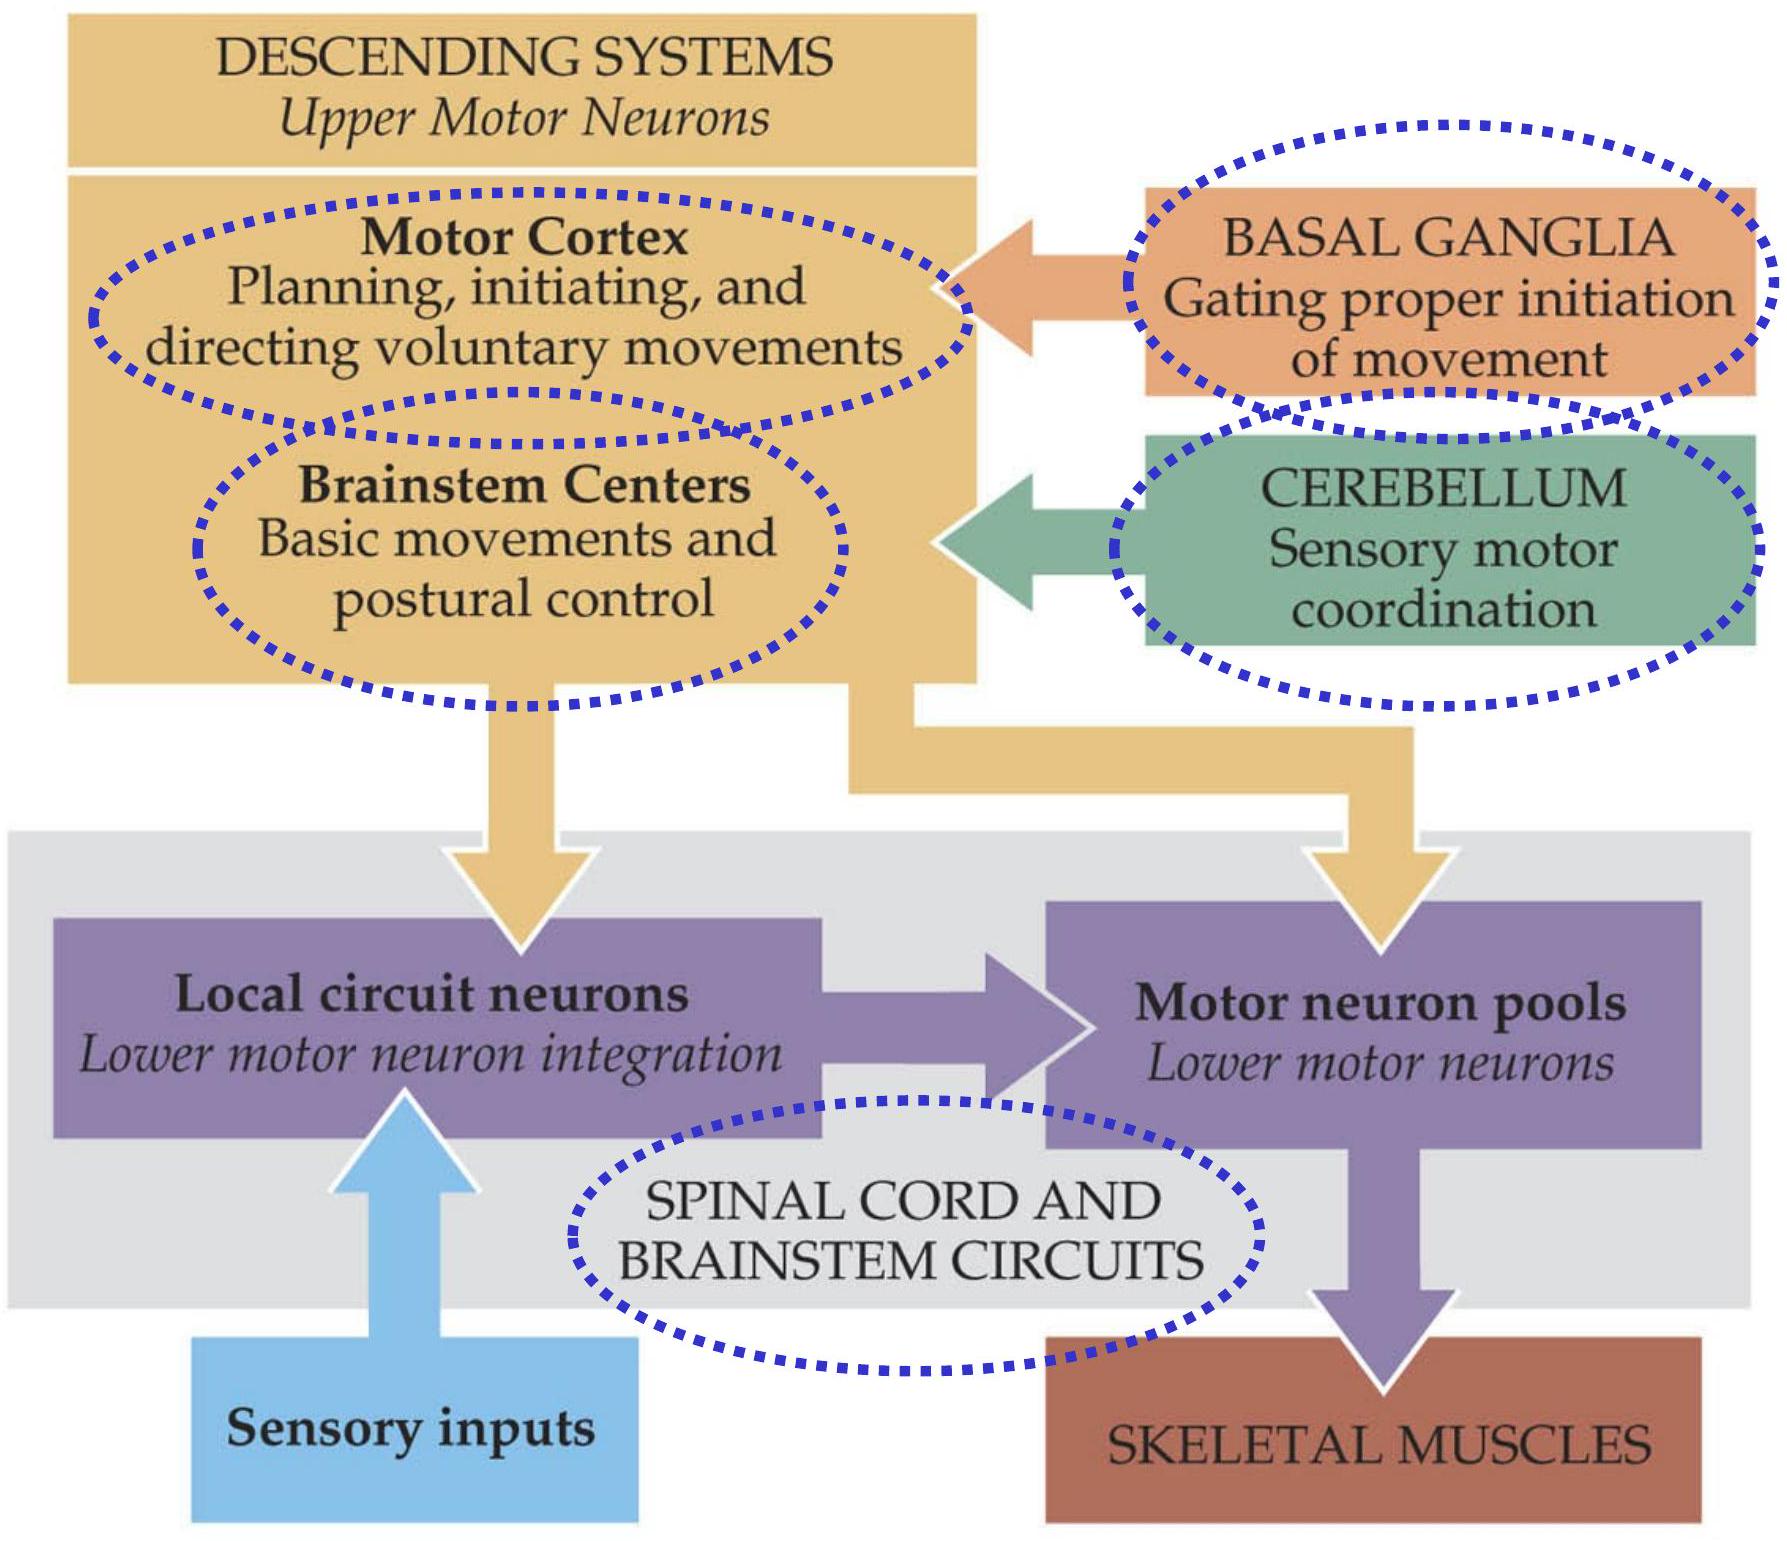 DESCENDING SYSTEMS
Upper Motor Neurons
Motor Cortex
Planning, initiating, and
directing voluntary movements
BASAL GANGLIA
Gating proper initiation
of movement
Brainstem Centers
Basic movements and
postural control
CEREBELLUM
Sensory motor
coordination
Local circuit neurons
Lower motor neuron integration
Motor neuron pools
Lower motor neurons
SPINAL CORD AND
BRAINSTEM CIRCUITS
Sensory inputs
SKELETAL MUSCLES